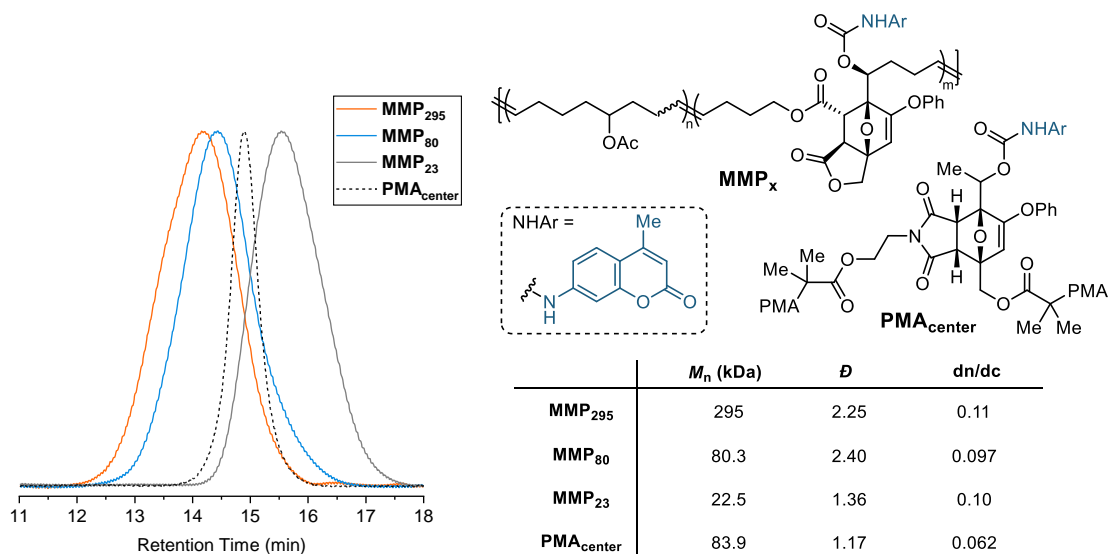 MMP295
MMP80
MMP23
PMAcenter
11 12 13 14 15 16 17 18
Retention Time (min)
O NHAr
O
O
O
n
OAc
O
O
OPh
O
O
m
MMPx
NHAr =
Me
N
H
O O
O NHAr
Me O
O
H
OPh
N
O
O
H
Me Me
O
PMA O
O
O PMA
Me Me
PMAcenter
Mn (kDa) Đ dn/dc
MMP295 295 2.25 0.11
MMP80 80.3 2.40 0.097
MMP23 22.5 1.36 0.10
PMAcenter 83.9 1.17 0.062